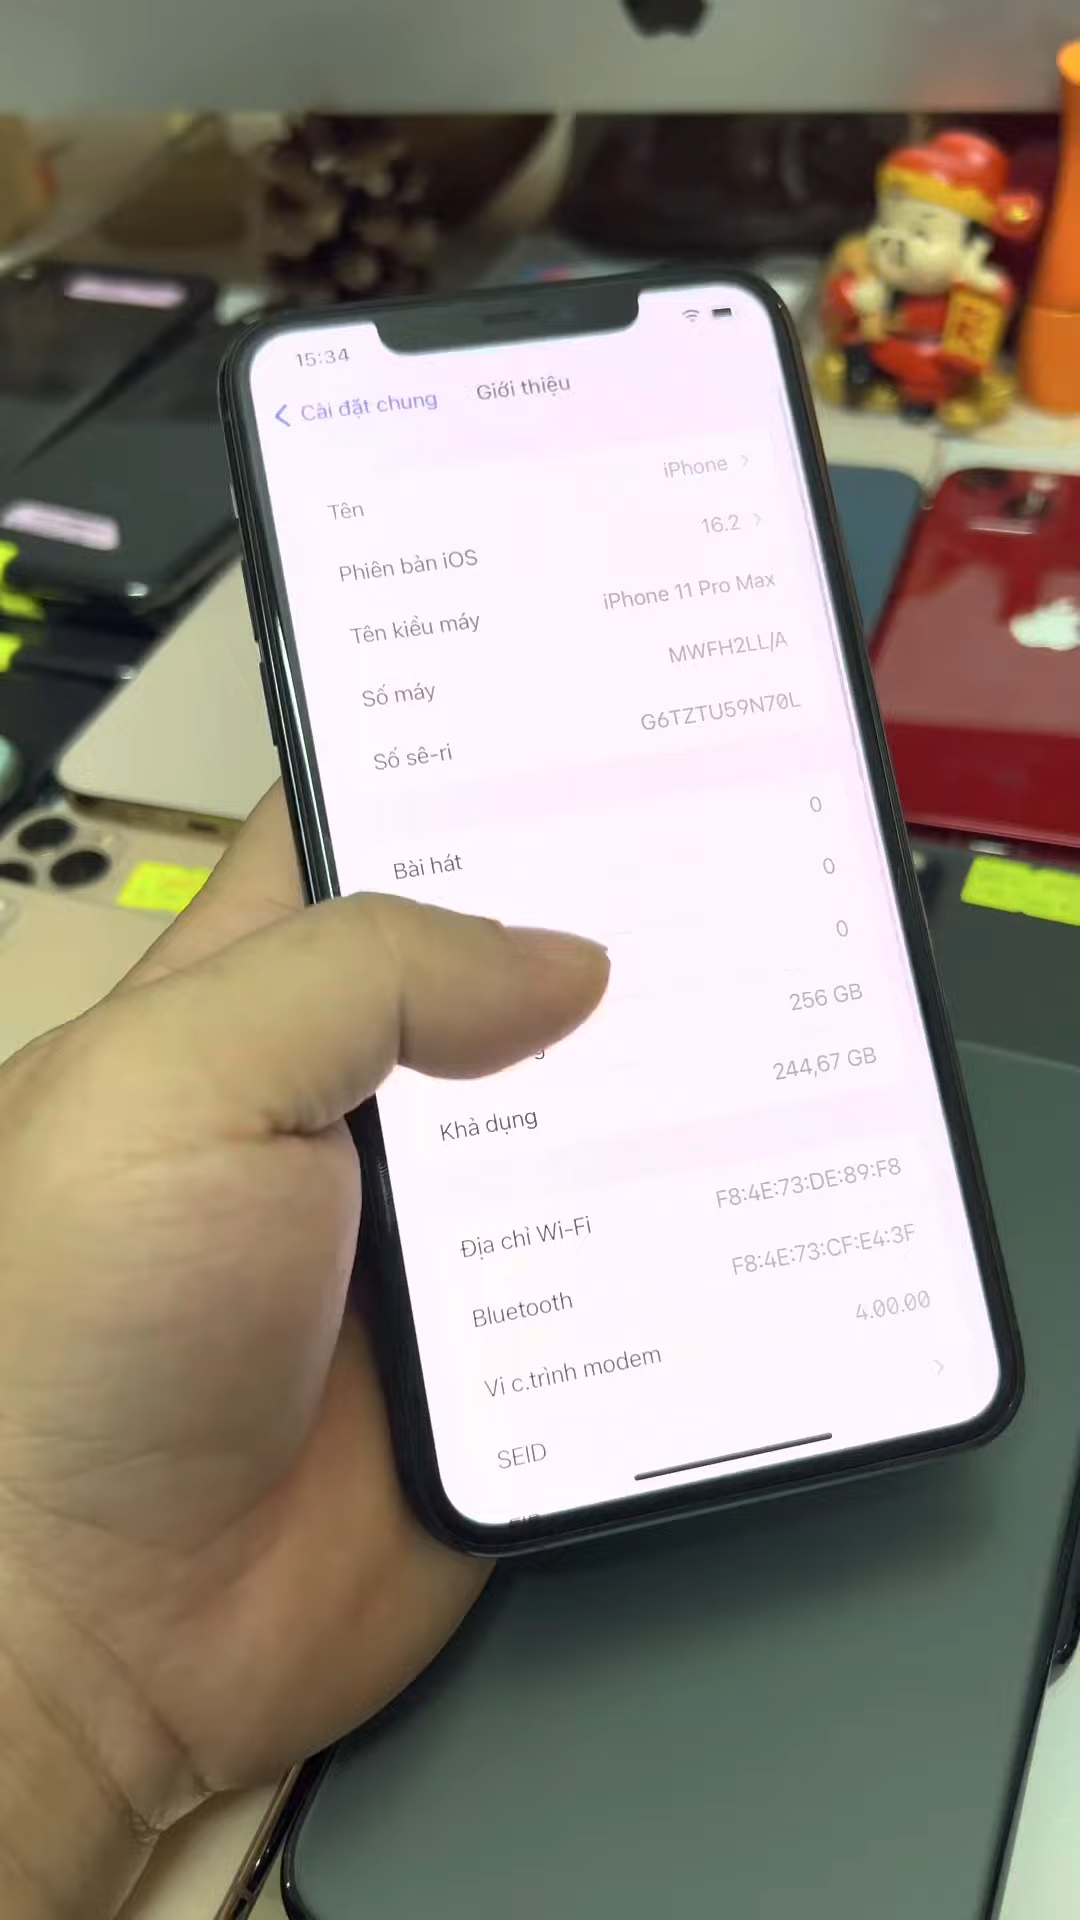 15:34
Cài đặt chung
Giới thiệu
Tên
iPhone
Phiên bản iOS
16.2
Tên kiểu máy
iPhone 11 Pro Max
Số máy
MWFH2LL/A
Số sê-ri
G6TZTU59N70L
Bài hát
0
0
0
256 GB
Khả dụng
244,67 GB
Địa chỉ Wi-Fi
F8:4E:73:DE:89:F8
Bluetooth
F8:4E:73:CF:E4:3F
Vi c.trình modem
4.00.00
SEID